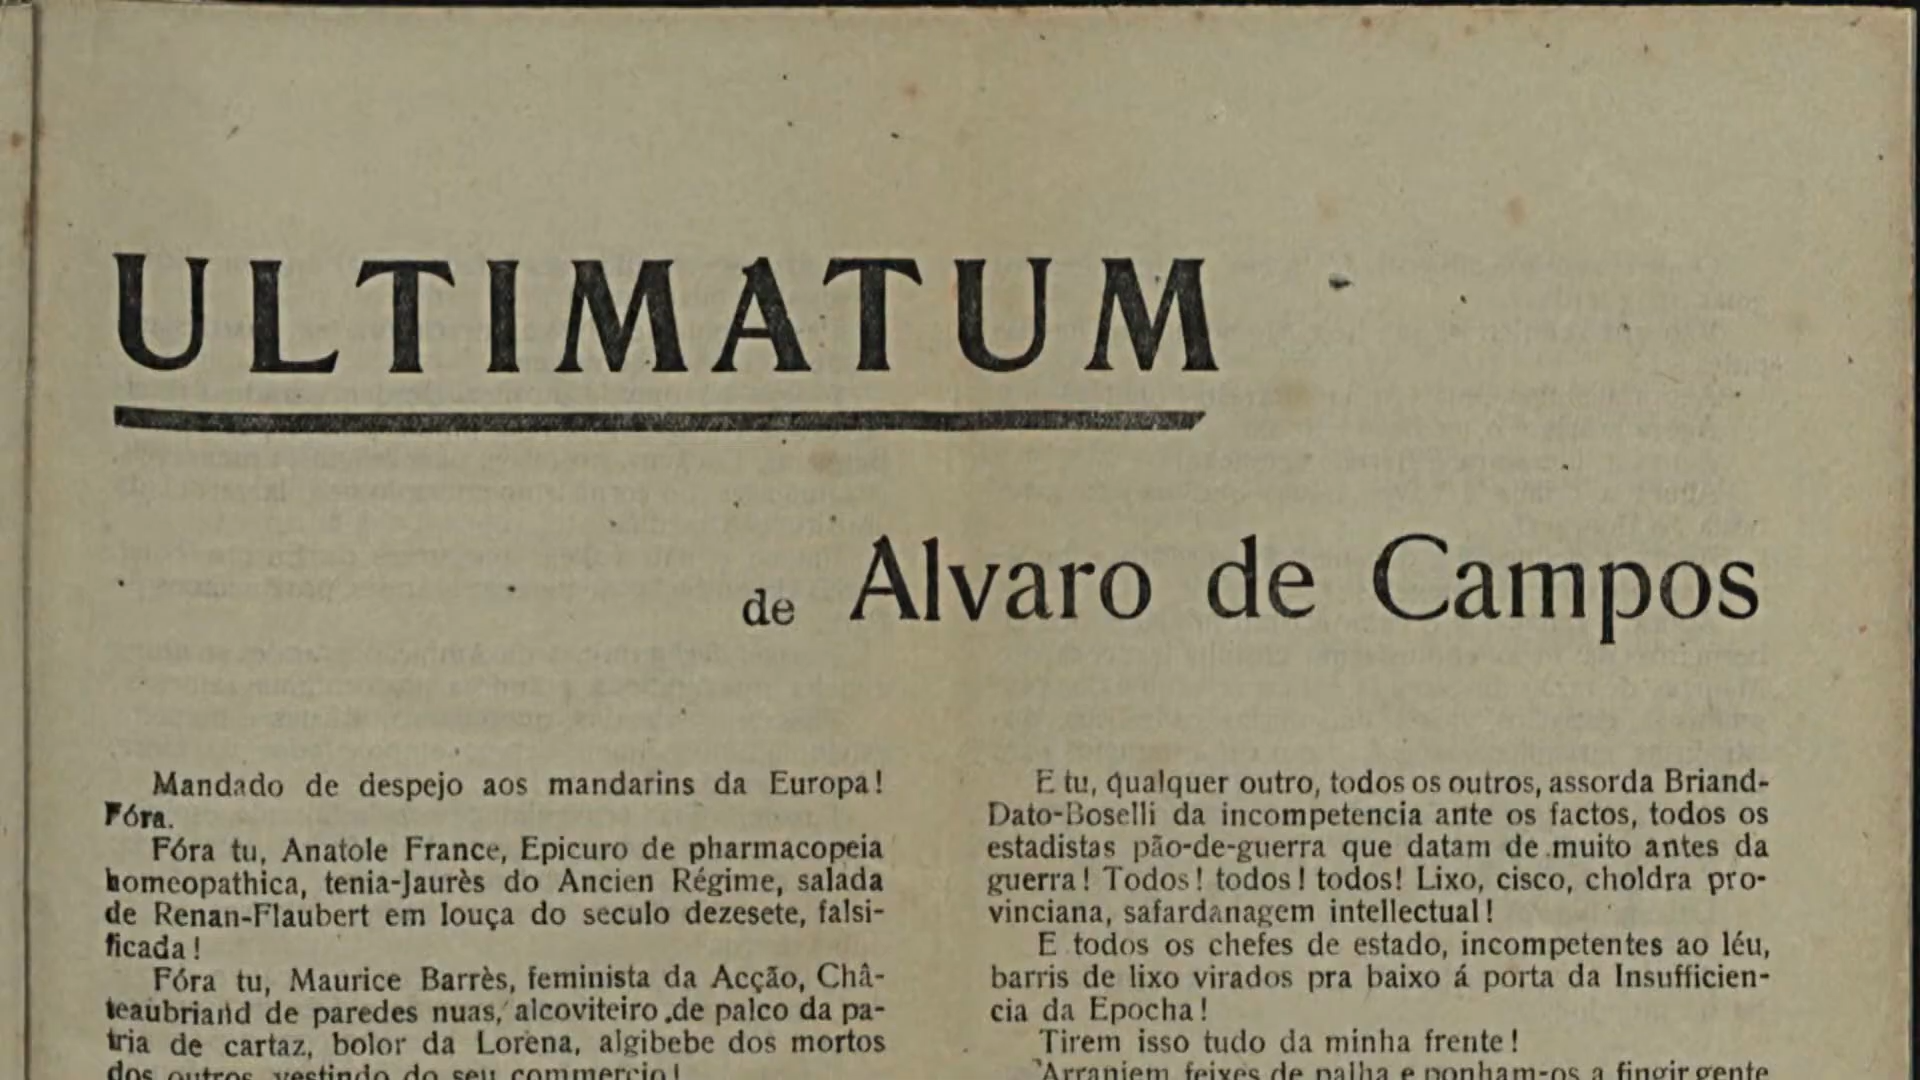 ULTIMATUM
de Alvaro de Campos
Mandado de despejo aos mandarins da Europa!
Fóra.
Fóra tu, Anatole France, Epicuro de pharmacopeia
homeopathica, tenia-Jaurès do Ancien Régime, salada
de Renan-Flaubert em louça do seculo dezesete, falsi-
ficada!
Fóra tu, Maurice Barrès, feminista da Acção, Châ-
teaubriand de paredes nuas, alcoviteiro de palco da pa-
tria de cartaz, bolor da Lorena, algibebe dos mortos
dos outros, vestindo do seu commercio!
E tu, qualquer outro, todos os outros, assorda Briand-
Dato-Boselli da incompetencia ante os factos, todos os
estadistas pão-de-guerra que datam de muito antes da
guerra! Todos! todos! todos! Lixo, cisco, choldra pro-
vinciana, safardanagem intellectual!
E todos os chefes de estado, incompetentes ao léu,
barris de lixo virados pra baixo á porta da Insufficien-
cia da Epocha!
Tirem isso tudo da minha frente!
Arranjem feixes de palha e ponham-os a fingir gente